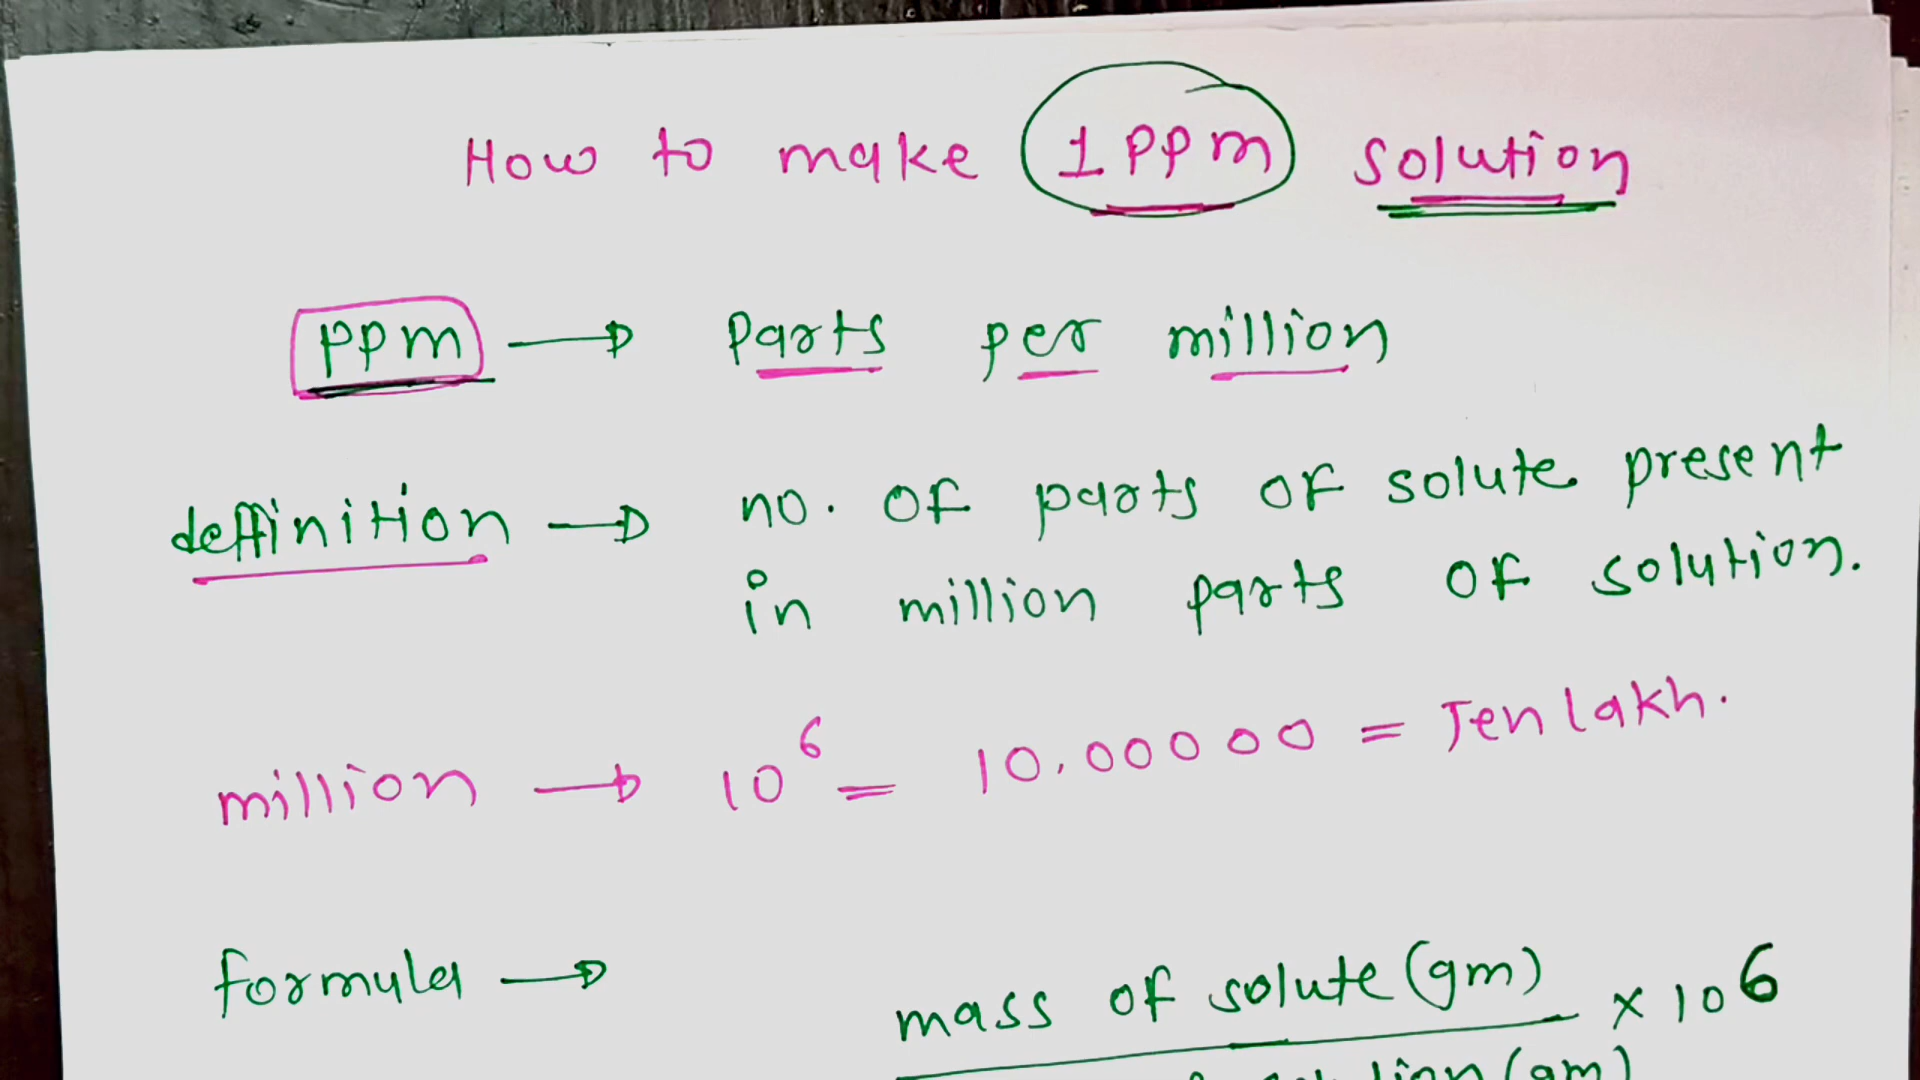 How to make 1 PPm solution
PPm → Parts per million
deffinition → no. of parts of solute present
in million parts of solution.
million → 10⁶ = 10,00000 = Ten lakh.
formula →
mass of solute (gm) × 10⁶
(gm)